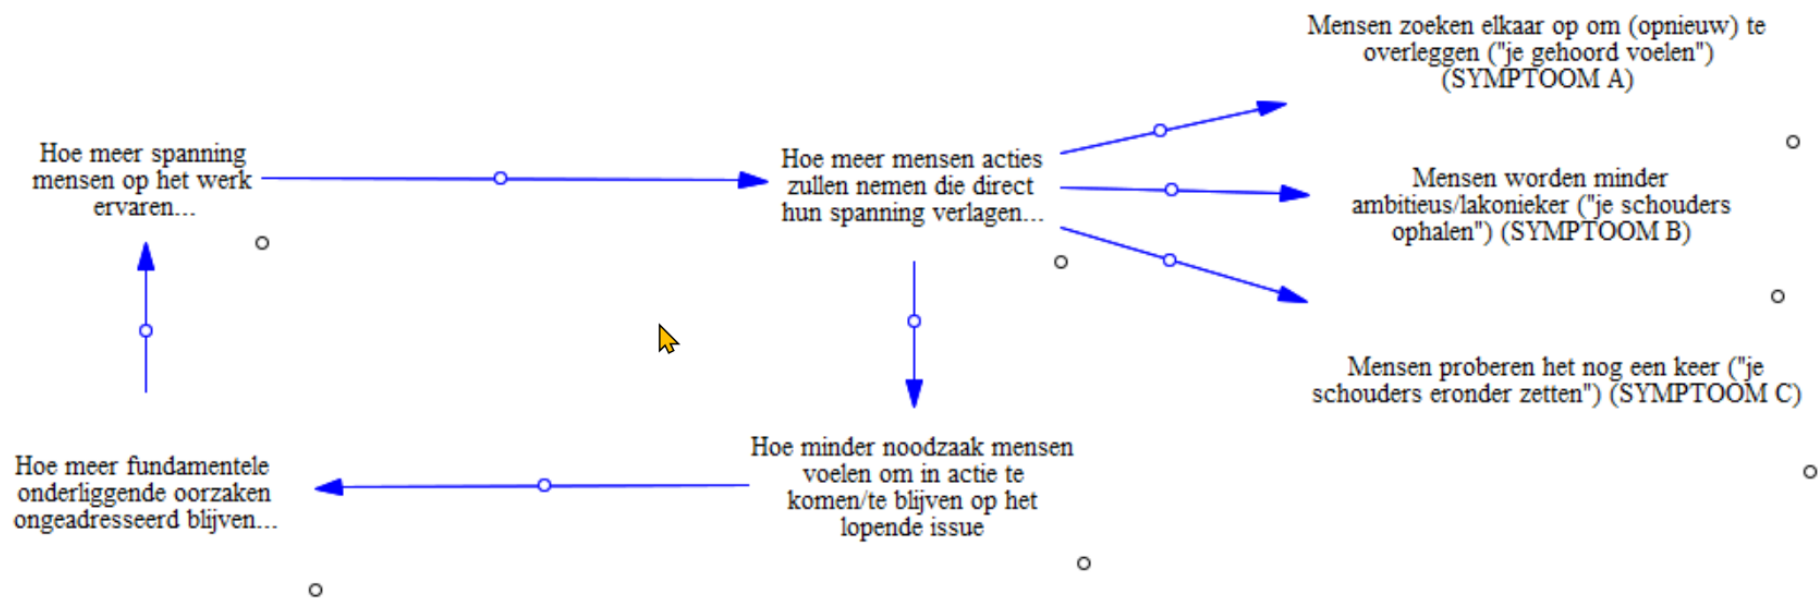 Mensen zoeken elkaar op om (opnieuw) te
overleggen ("je gehoord voelen")
(SYMPTOOM A)
Hoe meer spanning
mensen op het werk
ervaren...
Hoe meer mensen acties
zullen nemen die direct
hun spanning verlagen...
Mensen worden minder
ambitieus/lakonieker ("je schouders
ophalen") (SYMPTOOM B)
Mensen proberen het nog een keer ("je
schouders eronder zetten") (SYMPTOOM C)
Hoe meer fundamentele
onderliggende oorzaken
ongeadresseerd blijven...
Hoe minder noodzaak mensen
voelen om in actie te
komen/te blijven op het
lopende issue